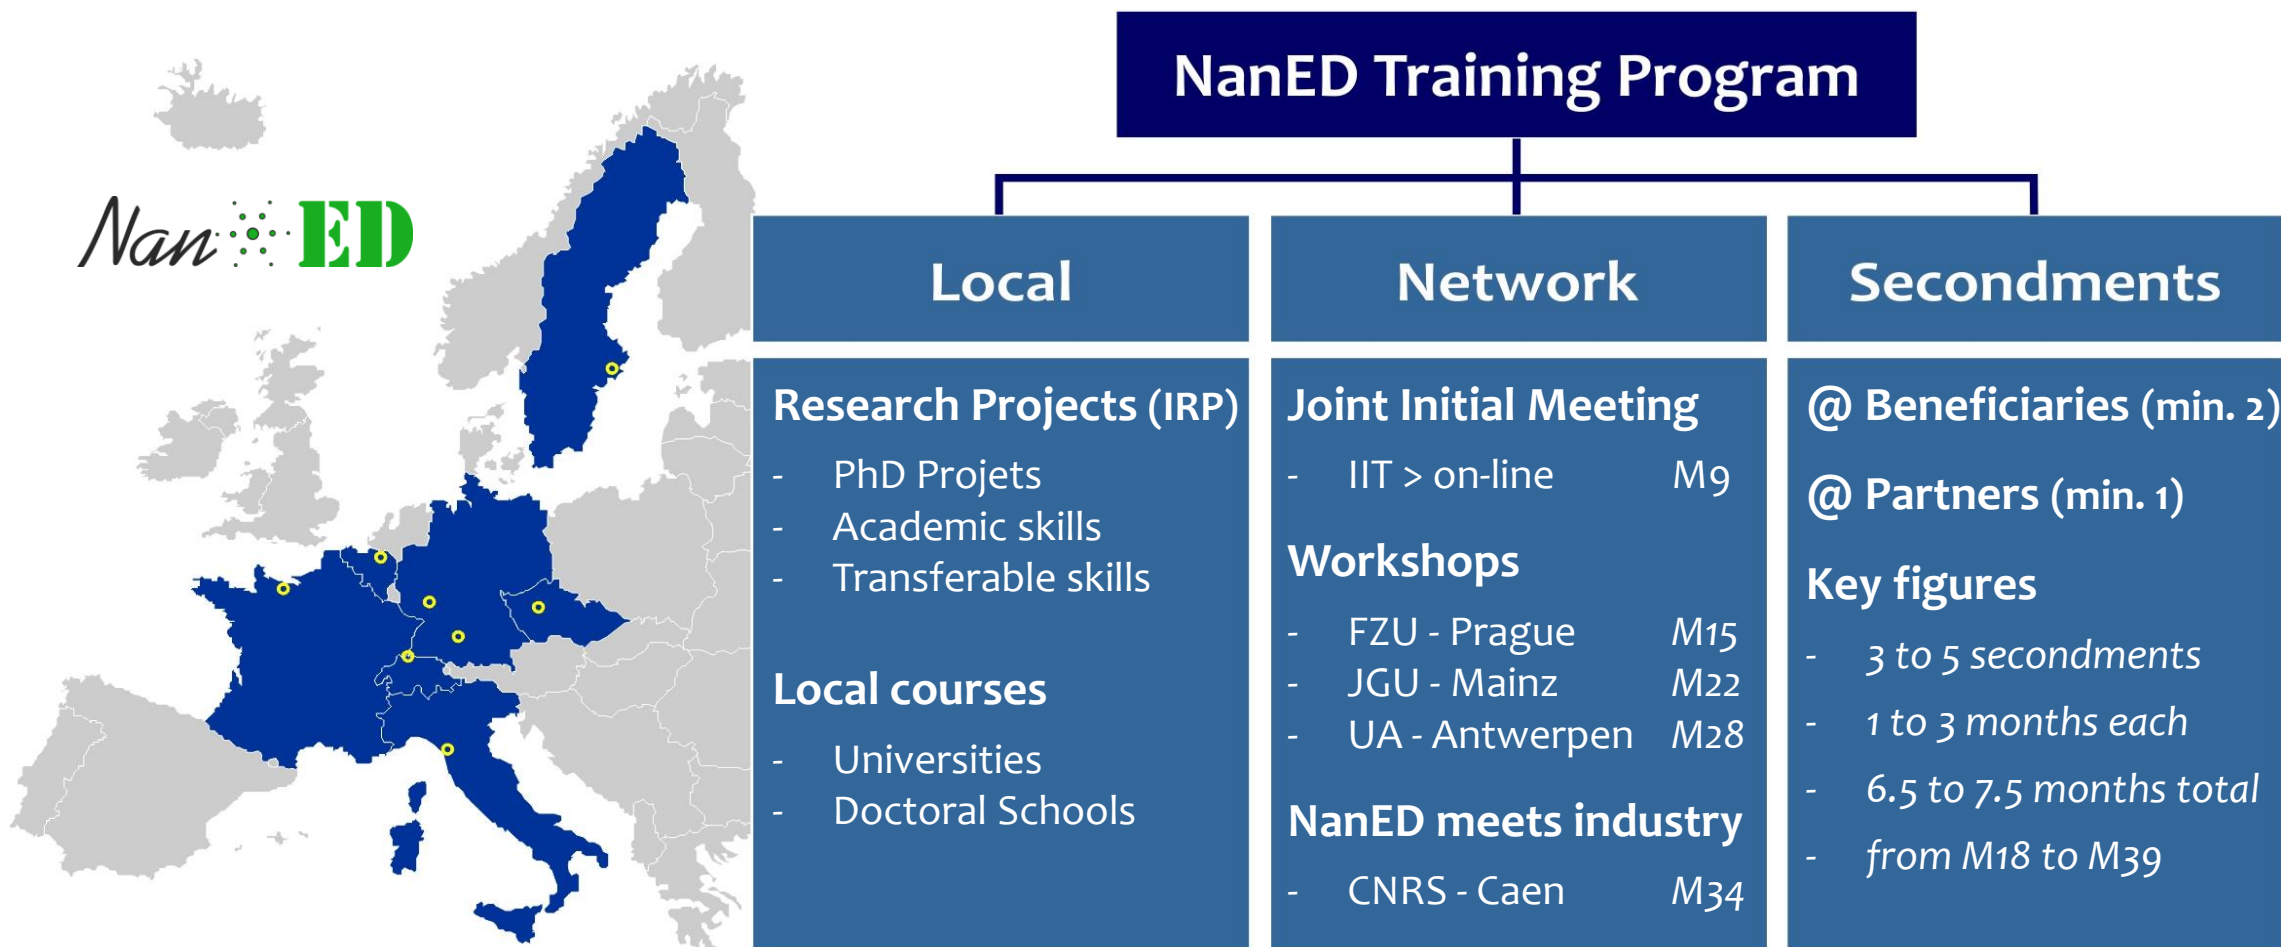 NanED
NanED Training Program
Local
Research Projects (IRP)
- PhD Projets
- Academic skills
- Transferable skills
Local courses
- Universities
- Doctoral Schools
Network
Joint Initial Meeting
- IIT > on-line M9
Workshops
- FZU - Prague M15
- JGU - Mainz M22
- UA - Antwerpen M28
NanED meets industry
- CNRS - Caen M34
Secondments
@ Beneficiaries (min. 2)
@ Partners (min. 1)
Key figures
- 3 to 5 secondments
- 1 to 3 months each
- 6.5 to 7.5 months total
- from M18 to M39